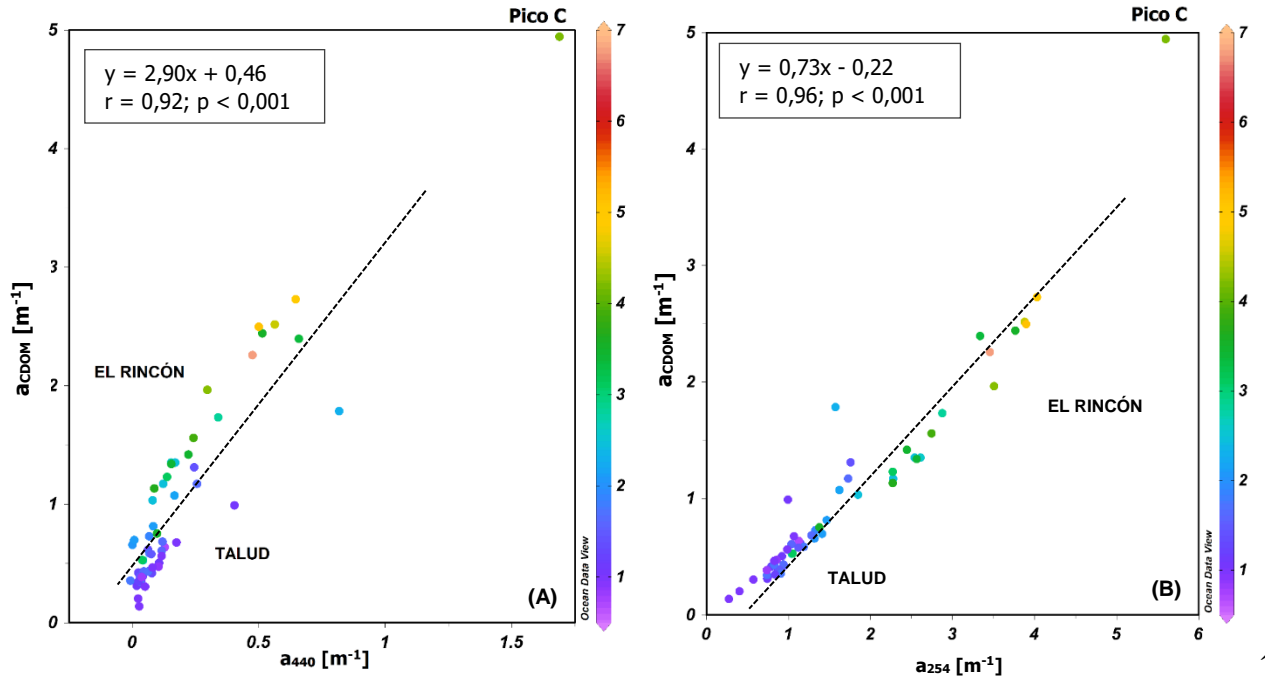 Pico C
y = 2,90x + 0,46
r = 0,92; p < 0,001
5
4
3
2
1
0
aCDOM [m-1]
EL RINCÓN
TALUD
(A)
0
0.5
1
1.5
a440 [m-1]
7
6
5
4
3
2
1
Ocean Data View
Pico C
y = 0,73x - 0,22
r = 0,96; p < 0,001
5
4
3
2
1
0
aCDOM [m-1]
EL RINCÓN
TALUD
(B)
0
1
2
3
4
5
6
a254 [m-1]
7
6
5
4
3
2
1
Ocean Data View